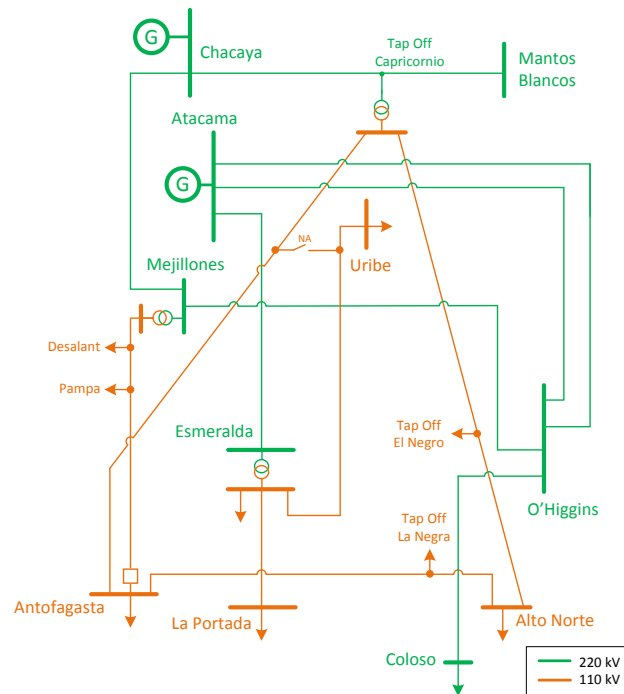 G
Chacaya
Tap Off
Capricornio
Mantos
Blancos
Atacama
G
NA
Uribe
Mejillones
Desalant
Pampa
Esmeralda
Tap Off
El Negro
O'Higgins
Tap Off
La Negra
Antofagasta
La Portada
Alto Norte
Coloso
220 kV
110 kV